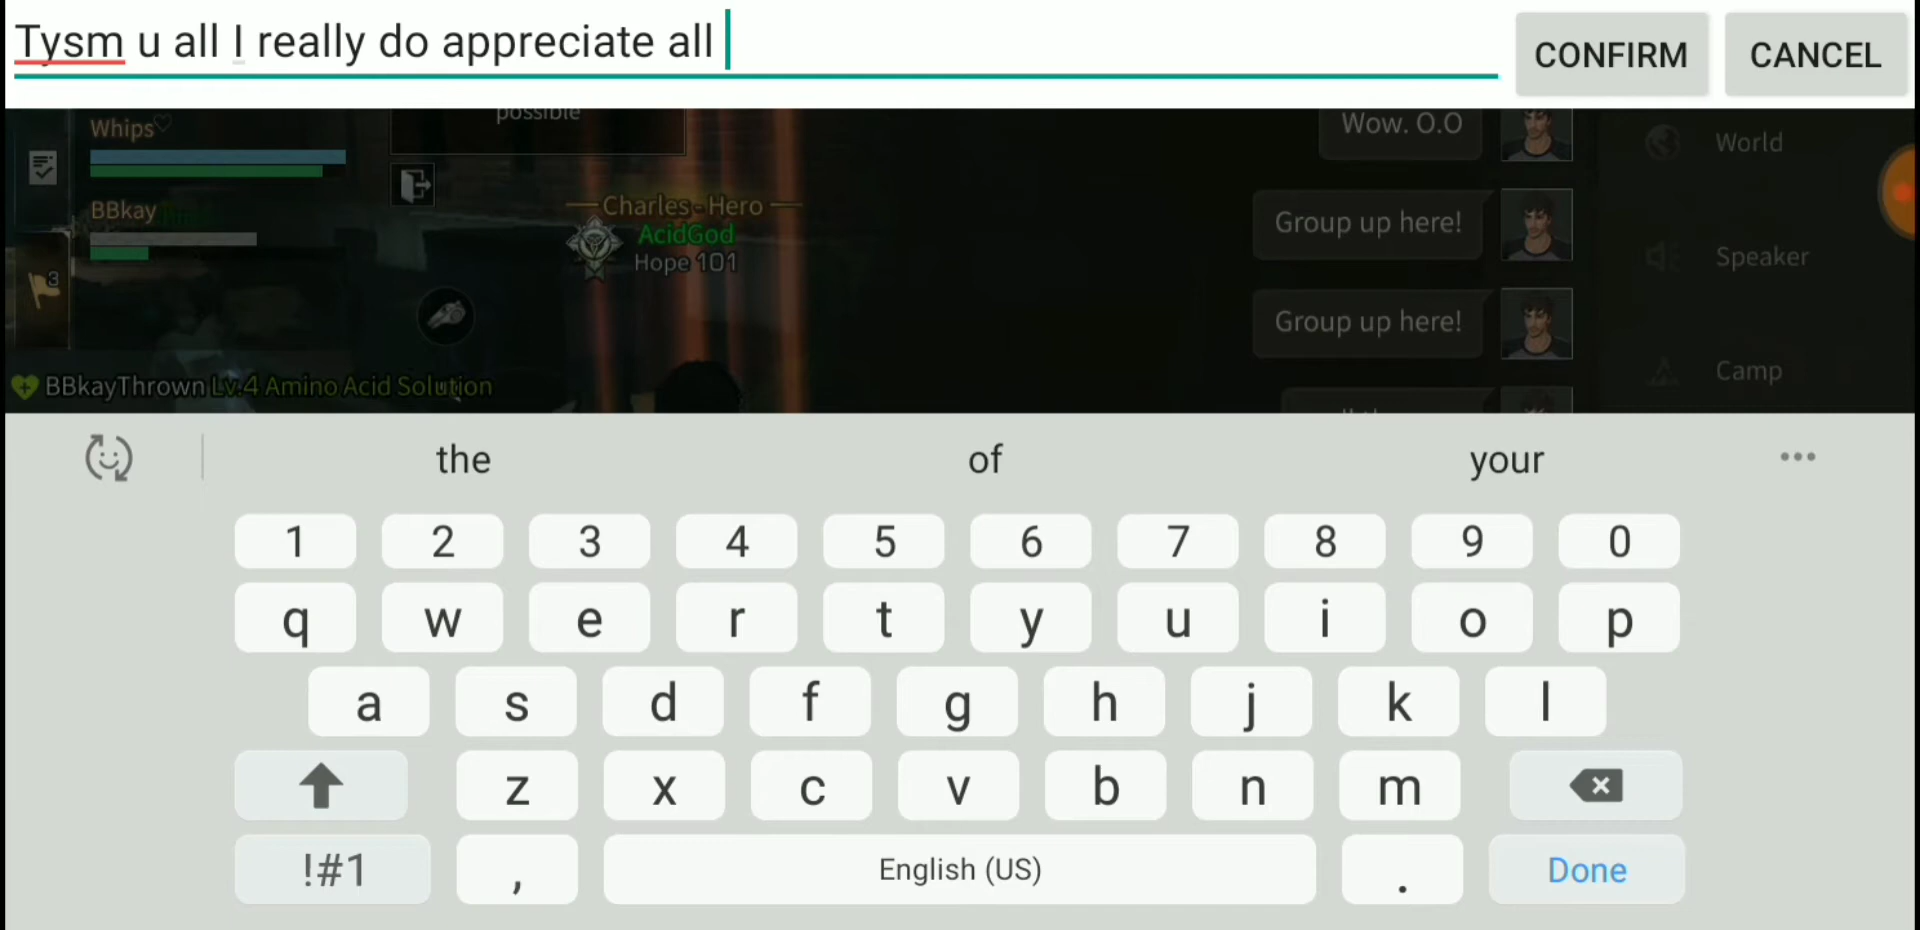 Tysm u all I really do appreciate all
CONFIRM
CANCEL
Whips♡
possible
BBkay
3
Charles - Hero
AcidGod
Hope 101
BBkayThrown Lv.4 Amino Acid Solution
Wow. O.O
Group up here!
Group up here!
World
Speaker
Camp
the of your •••
1 2 3 4 5 6 7 8 9 0
q w e r t y u i o p
a s d f g h j k l
z x c v b n m
!#1 , English (US) . Done